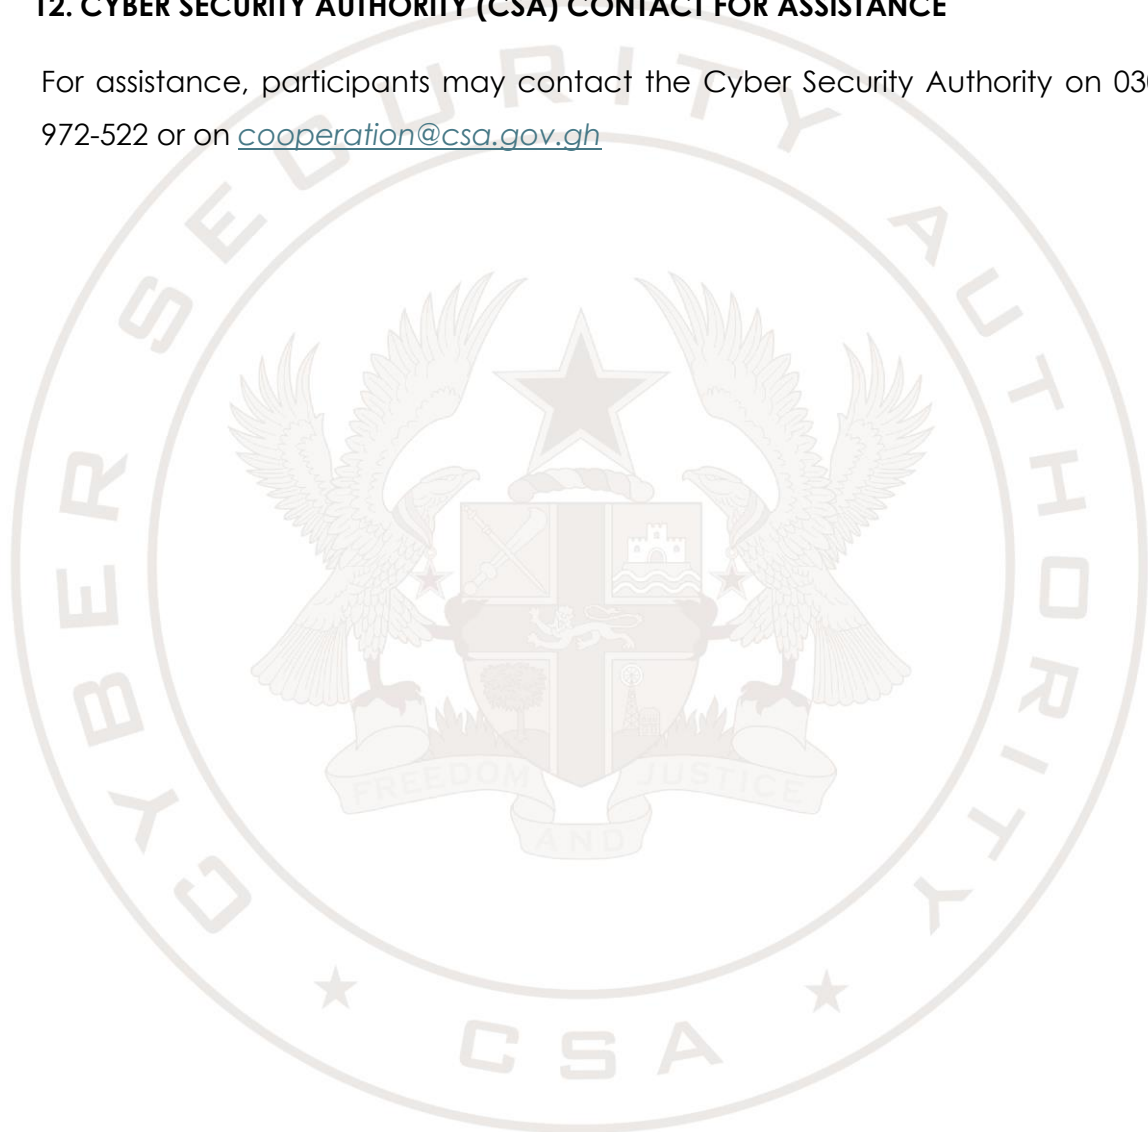 12. CYBER SECURITY AUTHORITY (CSA) CONTACT FOR ASSISTANCE
For assistance, participants may contact the Cyber Security Authority on 030
972-522 or on cooperation@csa.gov.gh
CYBER SECURITY AUTHORITY
FREEDOM AND JUSTICE
CSA